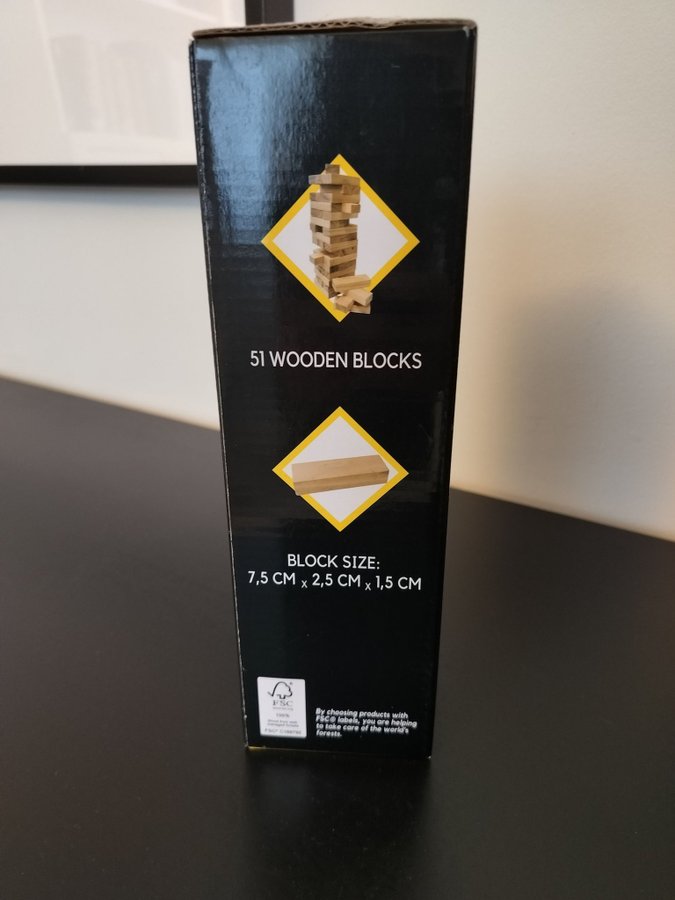 51 WOODEN BLOCKS
BLOCK SIZE:
7,5 CM x 2,5 CM x 1,5 CM
FSC
100%
By choosing products with
FSC® labels, you are helping
to take care of the world's
forests.